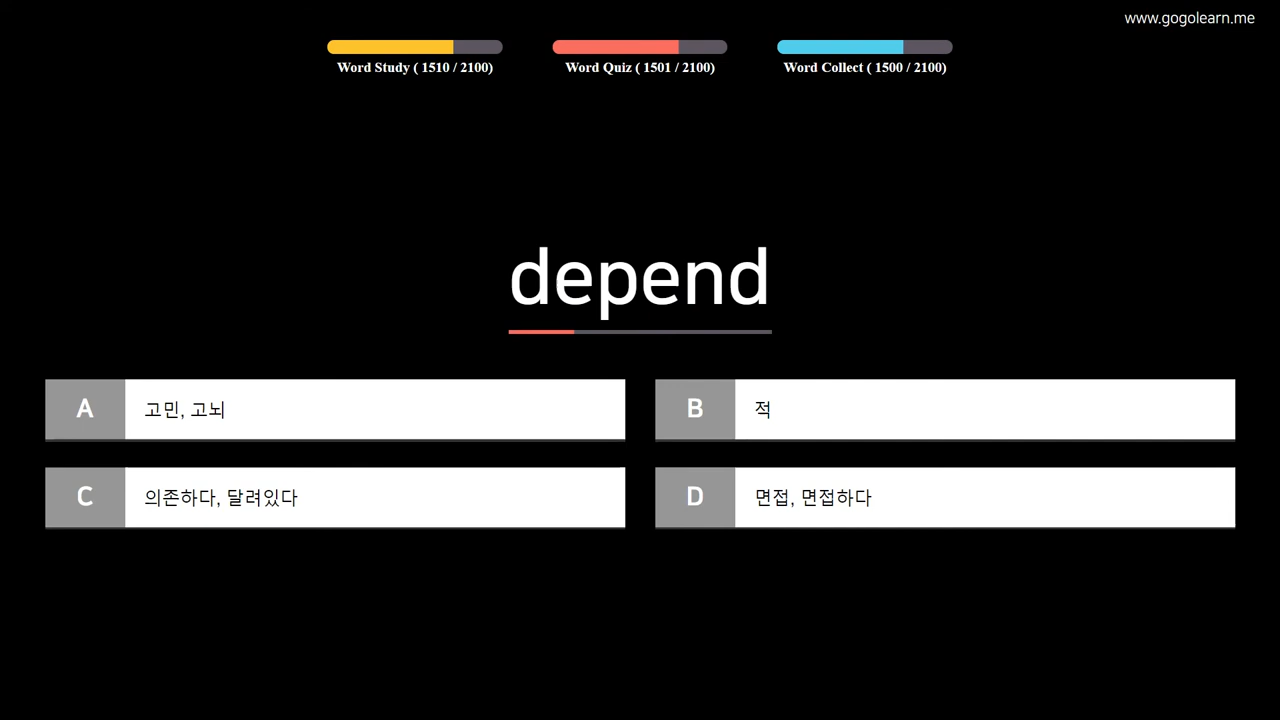 www.gogolearn.me
Word Study ( 1510 / 2100)
Word Quiz ( 1501 / 2100)
Word Collect ( 1500 / 2100)
depend
A 고민, 고뇌
B 적
C 의존하다, 달려있다
D 면접, 면접하다